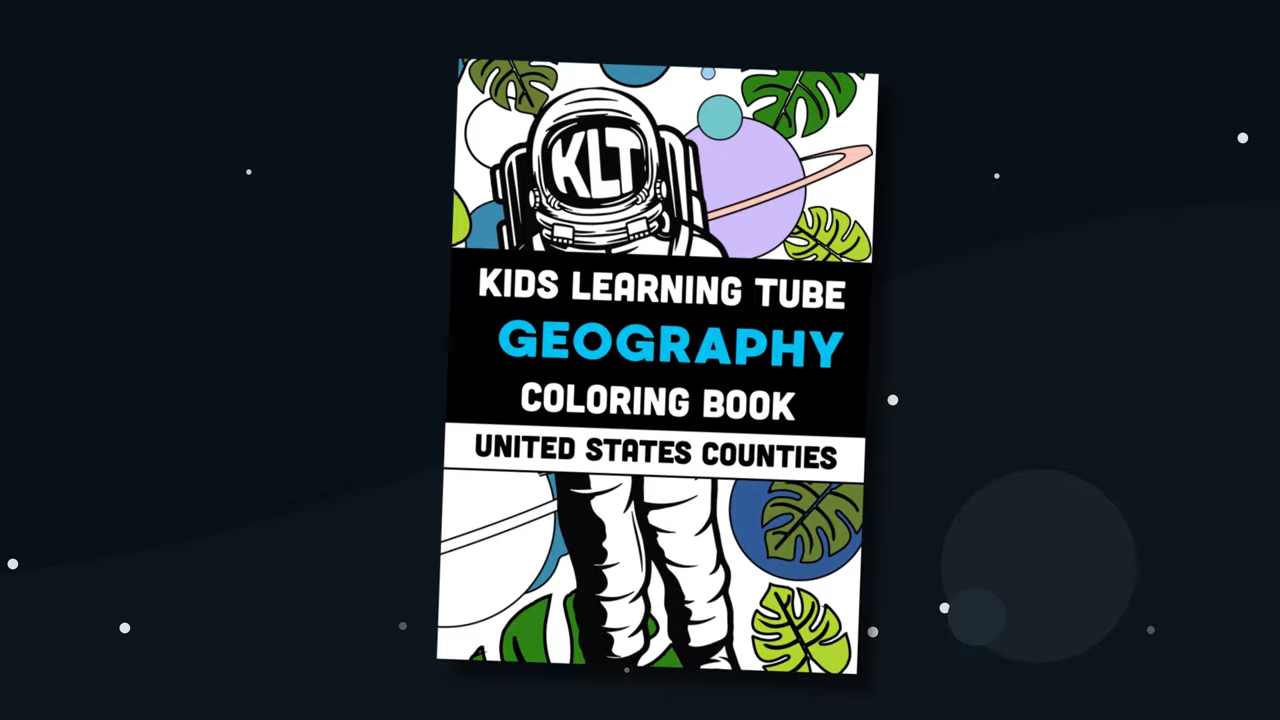 KLT
KIDS LEARNING TUBE
GEOGRAPHY
COLORING BOOK
UNITED STATES COUNTIES